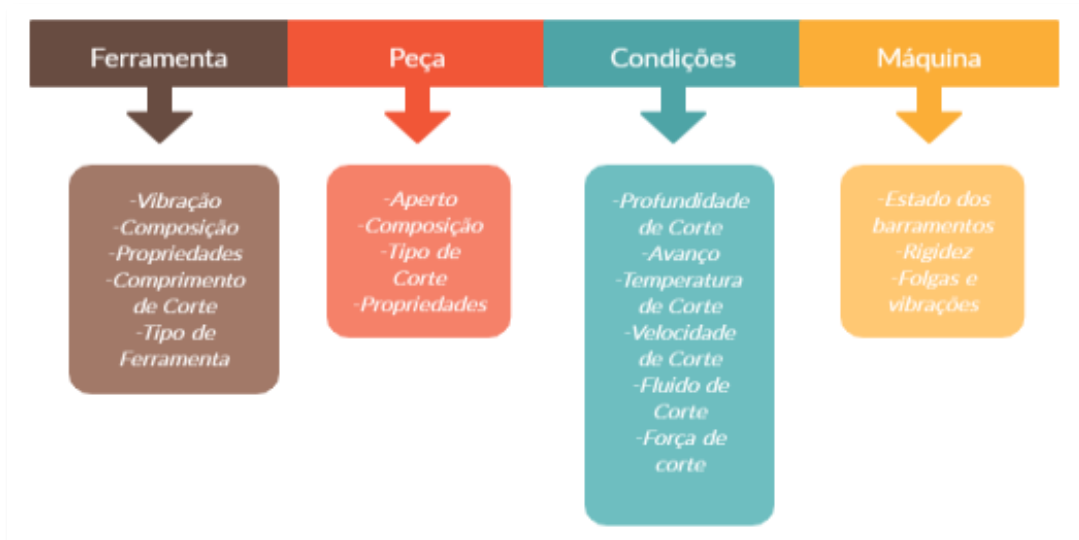 Ferramenta
Peça
Condições
Máquina
-Vibração
-Composição
-Propriedades
-Comprimento
de Corte
-Tipo de
Ferramenta
-Aperto
-Composição
-Tipo de
Corte
-Propriedades
-Profundidade
de Corte
-Avanço
-Temperatura
de Corte
-Velocidade
de Corte
-Fluido de
Corte
-Força de
corte
-Estado dos
barramentos
-Rigidez
-Folgas e
vibrações